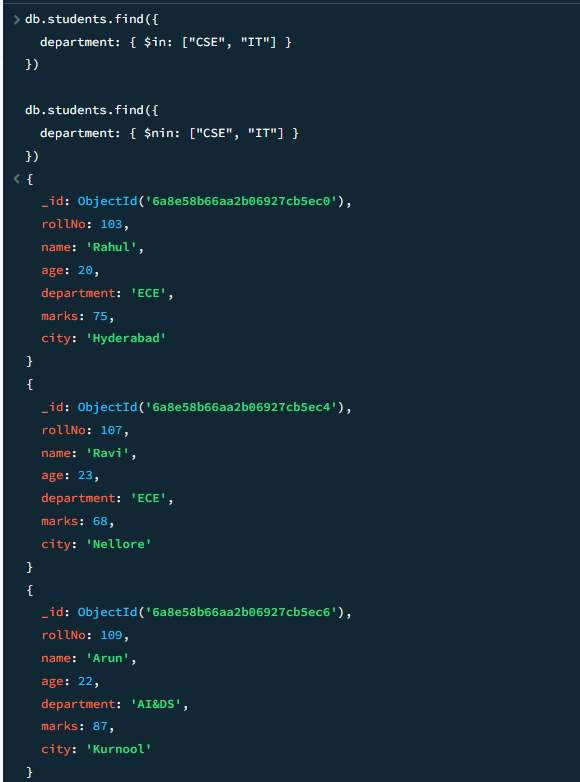 db.students.find({
  department: { $in: ["CSE", "IT"] }
})

db.students.find({
  department: { $nin: ["CSE", "IT"] }
})
{
  _id: ObjectId('6a8e58b66aa2b06927cb5ec0'),
  rollNo: 103,
  name: 'Rahul',
  age: 20,
  department: 'ECE',
  marks: 75,
  city: 'Hyderabad'
}
{
  _id: ObjectId('6a8e58b66aa2b06927cb5ec4'),
  rollNo: 107,
  name: 'Ravi',
  age: 23,
  department: 'ECE',
  marks: 68,
  city: 'Nellore'
}
{
  _id: ObjectId('6a8e58b66aa2b06927cb5ec6'),
  rollNo: 109,
  name: 'Arun',
  age: 22,
  department: 'AI&DS',
  marks: 87,
  city: 'Kurnool'
}